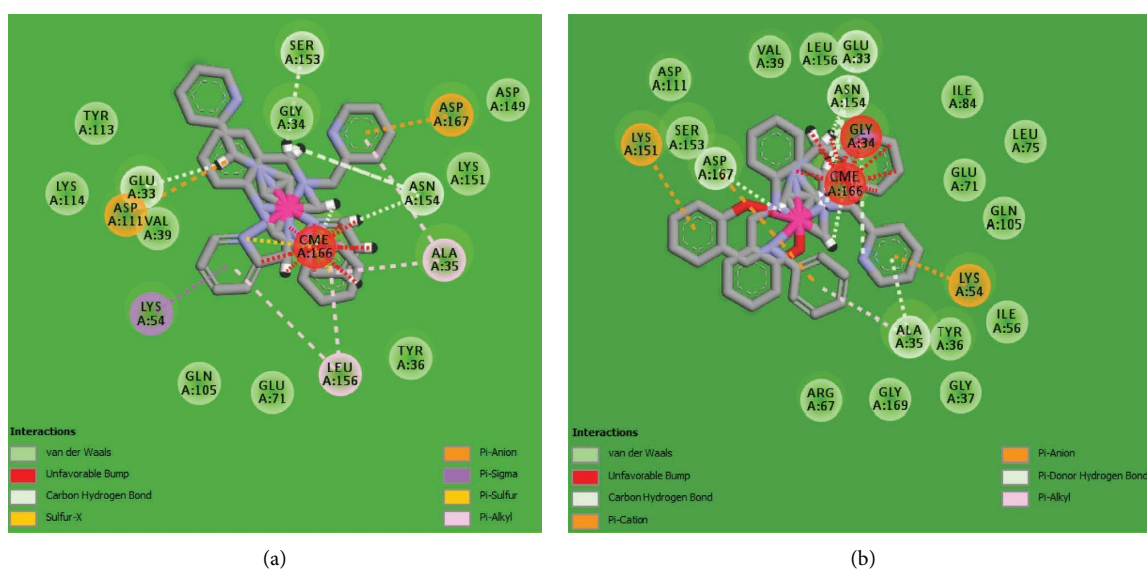 SER
A:153
GLY
A:34
ASP
A:167
ASP
A:149
TYR
A:113
LYS
A:114
GLU
A:33
ASP
A:111
VAL
A:39
LYS
A:151
ASN
A:154
CME
A:166
ALA
A:35
LYS
A:54
LEU
A:156
TYR
A:36
GLN
A:105
GLU
A:71
Interactions
van der Waals
Unfavorable Bump
Carbon Hydrogen Bond
Sulfur-X
Pi-Anion
Pi-Sigma
Pi-Sulfur
Pi-Alkyl
(a)
VAL
A:39
LEU
A:156
GLU
A:33
ASP
A:111
ASN
A:154
ILE
A:84
LYS
A:151
SER
A:153
GLY
A:34
LEU
A:75
ASP
A:167
CME
A:166
GLU
A:71
GLN
A:105
LYS
A:54
ALA
A:35
TYR
A:36
ILE
A:56
ARG
A:67
GLY
A:169
GLY
A:37
Interactions
van der Waals
Unfavorable Bump
Carbon Hydrogen Bond
Pi-Cation
Pi-Anion
Pi-Donor Hydrogen Bond
Pi-Alkyl
(b)